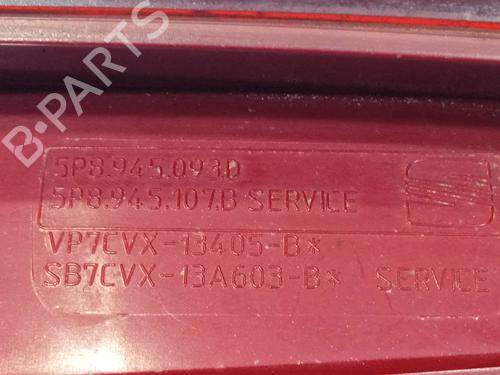 B-PARTS
5P8.945.093.D
5P8.945.107.B SERVICE
VP7CVX-13405-B*
SB7CVX-13A603-B* SERVICE